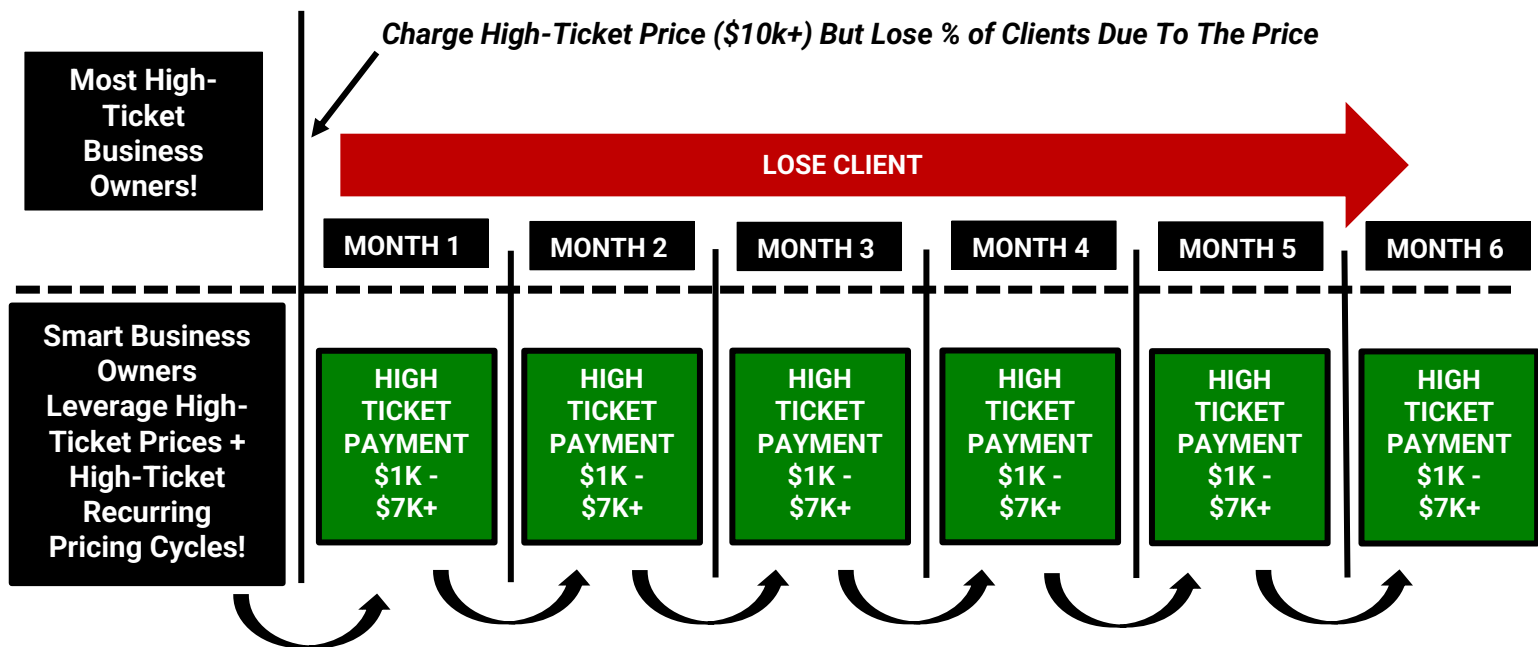 Charge High-Ticket Price ($10k+) But Lose % of Clients Due To The Price
Most High-
Ticket
Business
Owners!
LOSE CLIENT
MONTH 1
MONTH 2
MONTH 3
MONTH 4
MONTH 5
MONTH 6
Smart Business
Owners
Leverage High-
Ticket Prices +
High-Ticket
Recurring
Pricing Cycles!
HIGH
TICKET
PAYMENT
$1K -
$7K+
HIGH
TICKET
PAYMENT
$1K -
$7K+
HIGH
TICKET
PAYMENT
$1K -
$7K+
HIGH
TICKET
PAYMENT
$1K -
$7K+
HIGH
TICKET
PAYMENT
$1K -
$7K+
HIGH
TICKET
PAYMENT
$1K -
$7K+